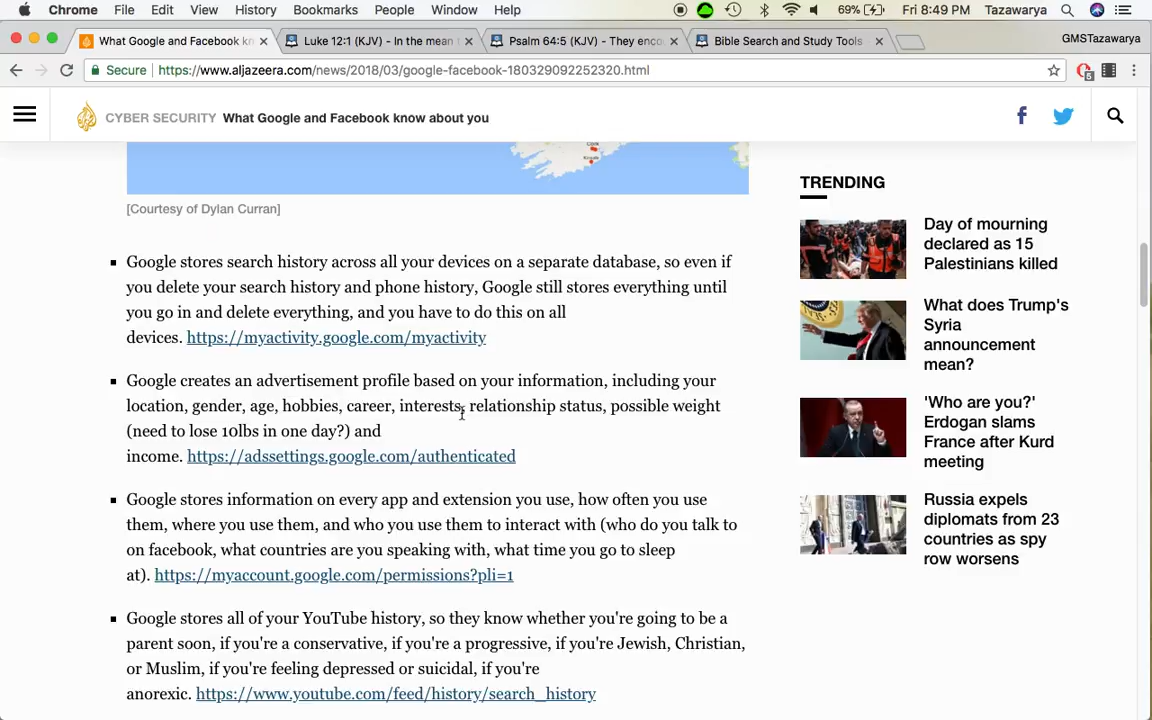 Chrome File Edit View History Bookmarks People Window Help 69% Fri 8:49 PM Tazawarya
What Google and Facebook kn
Luke 12:1 (KJV) - In the mean t
Psalm 64:5 (KJV) - They enco
Bible Search and Study Tools
GMSTazawarya
Secure https://www.aljazeera.com/news/2018/03/google-facebook-180329092252320.html
CYBER SECURITY What Google and Facebook know about you
[Courtesy of Dylan Curran]
Google stores search history across all your devices on a separate database, so even if
you delete your search history and phone history, Google still stores everything until
you go in and delete everything, and you have to do this on all
devices. https://myactivity.google.com/myactivity
Google creates an advertisement profile based on your information, including your
location, gender, age, hobbies, career, interests, relationship status, possible weight
(need to lose 10lbs in one day?) and
income. https://adssettings.google.com/authenticated
Google stores information on every app and extension you use, how often you use
them, where you use them, and who you use them to interact with (who do you talk to
on facebook, what countries are you speaking with, what time you go to sleep
at). https://myaccount.google.com/permissions?pli=1
Google stores all of your YouTube history, so they know whether you're going to be a
parent soon, if you're a conservative, if you're a progressive, if you're Jewish, Christian,
or Muslim, if you're feeling depressed or suicidal, if you're
anorexic. https://www.youtube.com/feed/history/search_history
TRENDING
Day of mourning
declared as 15
Palestinians killed
What does Trump's
Syria
announcement
mean?
'Who are you?'
Erdogan slams
France after Kurd
meeting
Russia expels
diplomats from 23
countries as spy
row worsens